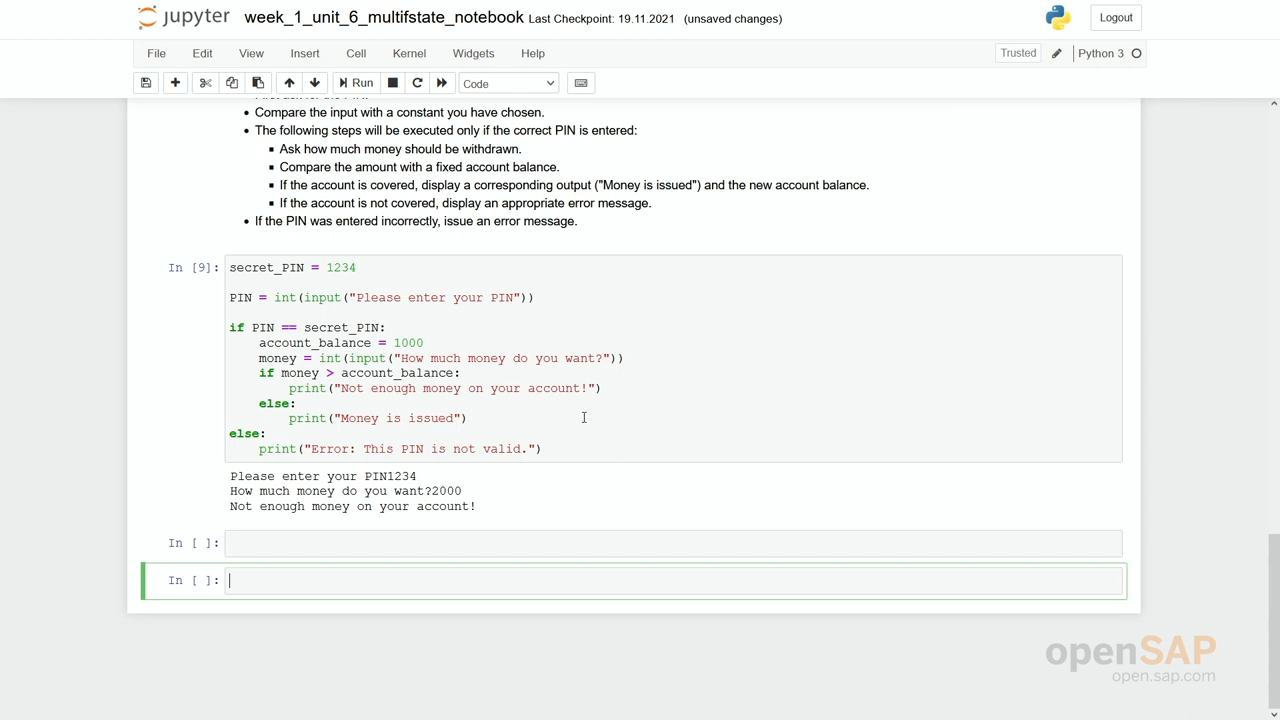 jupyter week_1_unit_6_multifstate_notebook Last Checkpoint: 19.11.2021 (unsaved changes) Logout
File Edit View Insert Cell Kernel Widgets Help Trusted Python 3
Run Code
• Compare the input with a constant you have chosen.
• The following steps will be executed only if the correct PIN is entered:
▪ Ask how much money should be withdrawn.
▪ Compare the amount with a fixed account balance.
▪ If the account is covered, display a corresponding output ("Money is issued") and the new account balance.
▪ If the account is not covered, display an appropriate error message.
• If the PIN was entered incorrectly, issue an error message.
In [9]: secret_PIN = 1234
PIN = int(input("Please enter your PIN"))
if PIN == secret_PIN:
account_balance = 1000
money = int(input("How much money do you want?"))
if money > account_balance:
print("Not enough money on your account!")
else:
print("Money is issued")
else:
print("Error: This PIN is not valid.")
Please enter your PIN1234
How much money do you want?2000
Not enough money on your account!
In [ ]:
In [ ]:
openSAP
open.sap.com